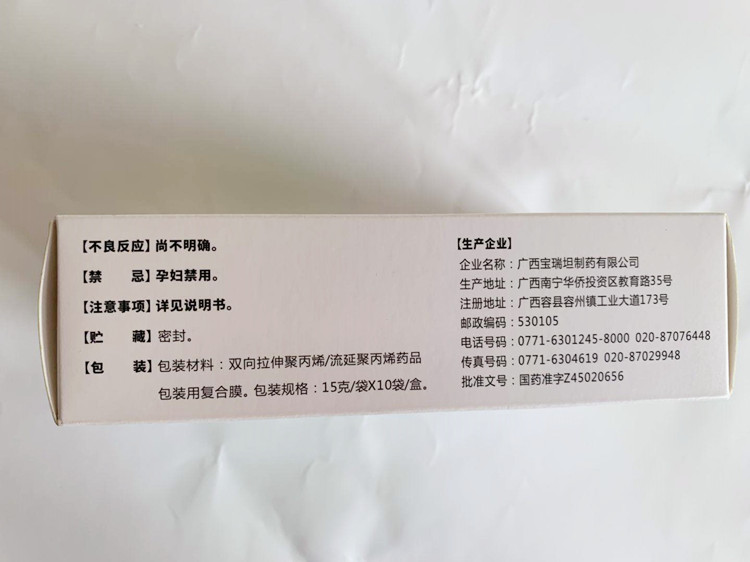 【不良反应】尚不明确。
【禁 忌】孕妇禁用。
【注意事项】详见说明书。
【贮 藏】密封。
【包 装】包装材料：双向拉伸聚丙烯/流延聚丙烯药品
包装用复合膜。包装规格：15克/袋X10袋/盒。
【生产企业】
企业名称：广西宝瑞坦制药有限公司
生产地址：广西南宁华侨投资区教育路35号
注册地址：广西容县容州镇工业大道173号
邮政编码：530105
电话号码：0771-6301245-8000 020-87076448
传真号码：0771-6304619 020-87029948
批准文号：国药准字Z45020656